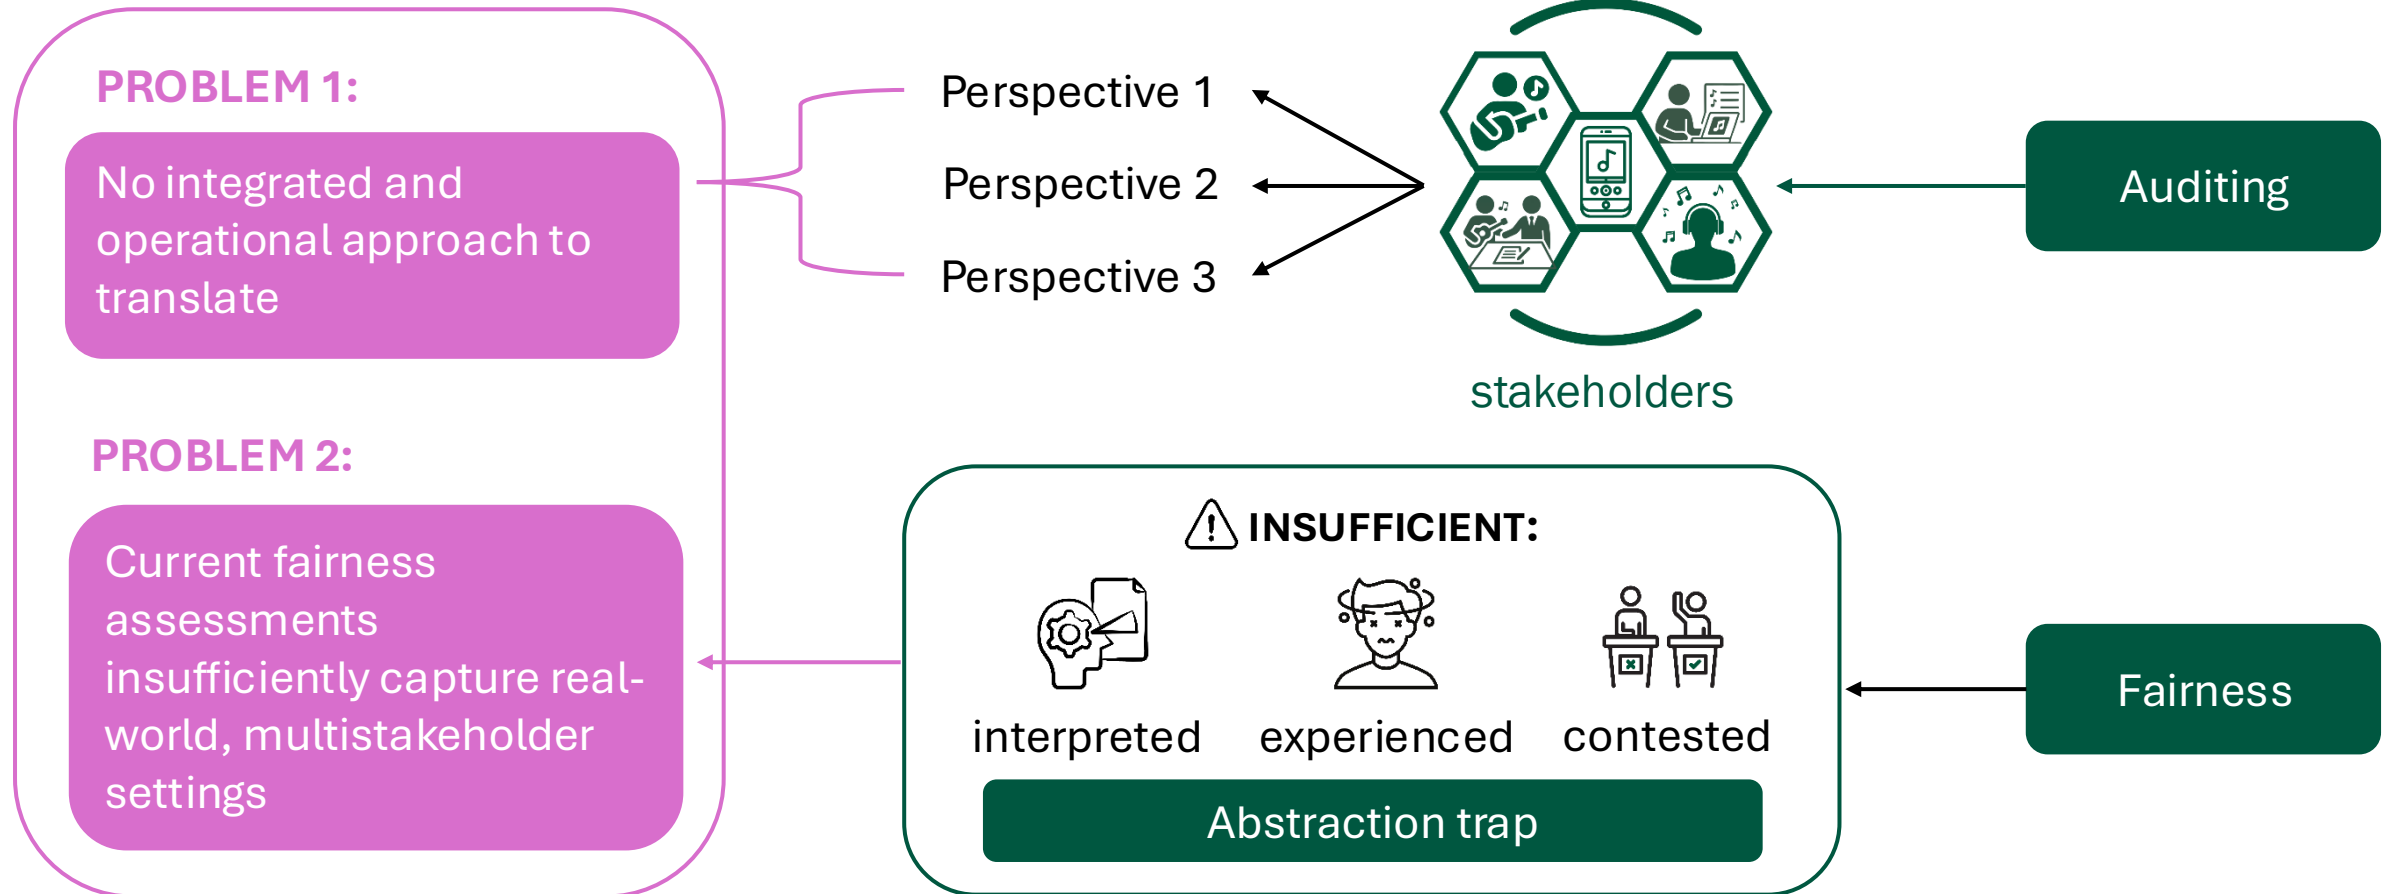 PROBLEM 1:
No integrated and
operational approach to
translate
Perspective 1
Perspective 2
Perspective 3
stakeholders
Auditing
PROBLEM 2:
Current fairness
assessments
insufficiently capture real-
world, multistakeholder
settings
INSUFFICIENT:
interpreted
experienced
contested
Abstraction trap
Fairness